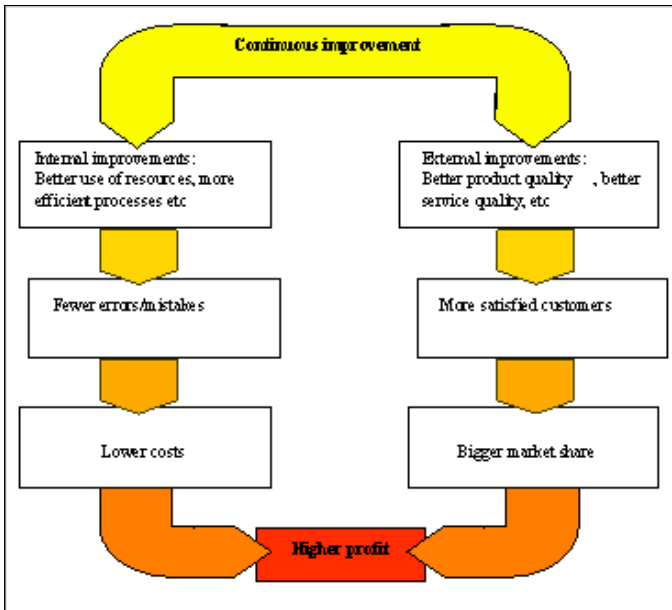 Continuous improvement
Internal improvements:
Better use of resources, more
efficient processes etc
External improvements:
Better product quality , better
service quality, etc
Fewer errors/mistakes
More satisfied customers
Lower costs
Bigger market share
Higher profit